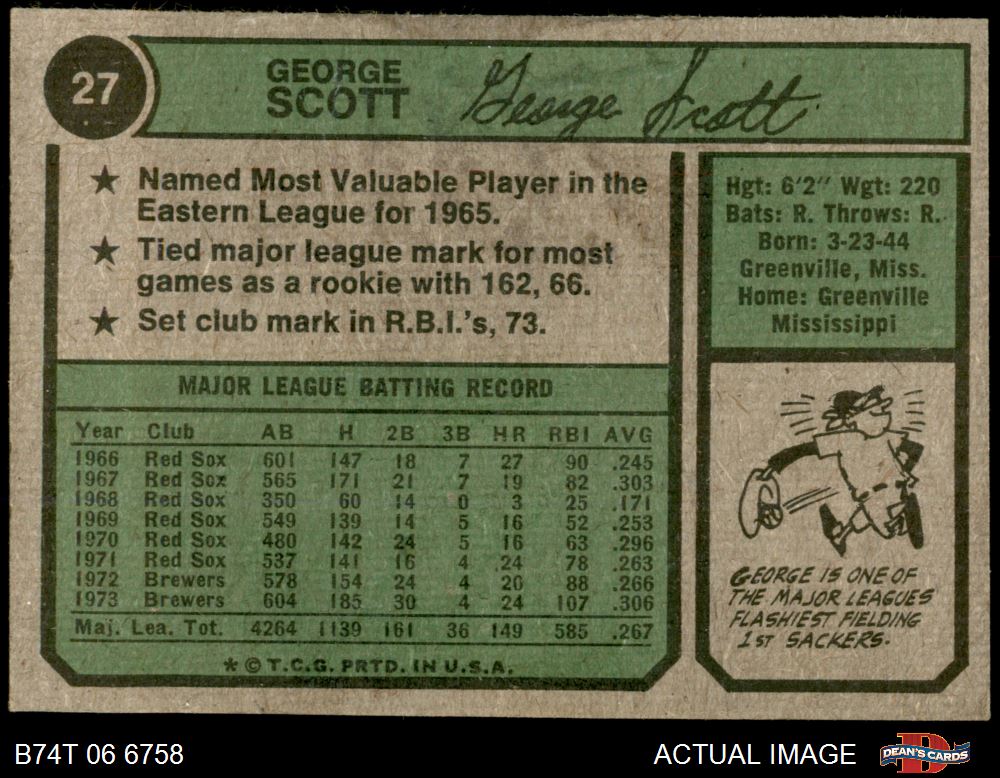 27
GEORGE
SCOTT
George Scott
★ Named Most Valuable Player in the
Eastern League for 1965.
★ Tied major league mark for most
games as a rookie with 162, 66.
★ Set club mark in R.B.I.'s, 73.
Hgt: 6'2" Wgt: 220
Bats: R. Throws: R.
Born: 3-23-44
Greenville, Miss.
Home: Greenville
Mississippi
MAJOR LEAGUE BATTING RECORD
Year Club AB H 2B 3B HR RBI AVG
1966 Red Sox 601 147 18 7 27 90 .245
1967 Red Sox 565 171 21 7 19 82 .303
1968 Red Sox 350 60 14 0 3 25 .171
1969 Red Sox 549 139 14 5 16 52 .253
1970 Red Sox 480 142 24 5 16 63 .296
1971 Red Sox 537 141 16 4 24 78 .263
1972 Brewers 578 154 24 4 20 88 .266
1973 Brewers 604 185 30 4 24 107 .306
Maj. Lea. Tot. 4264 1139 161 36 149 585 .267
* © T.C.G. PRTD. IN U.S.A.
GEORGE IS ONE OF
THE MAJOR LEAGUES
FLASHIEST FIELDING
1ST SACKERS.
B74T 06 6758
ACTUAL IMAGE
D
DEAN'S CARDS